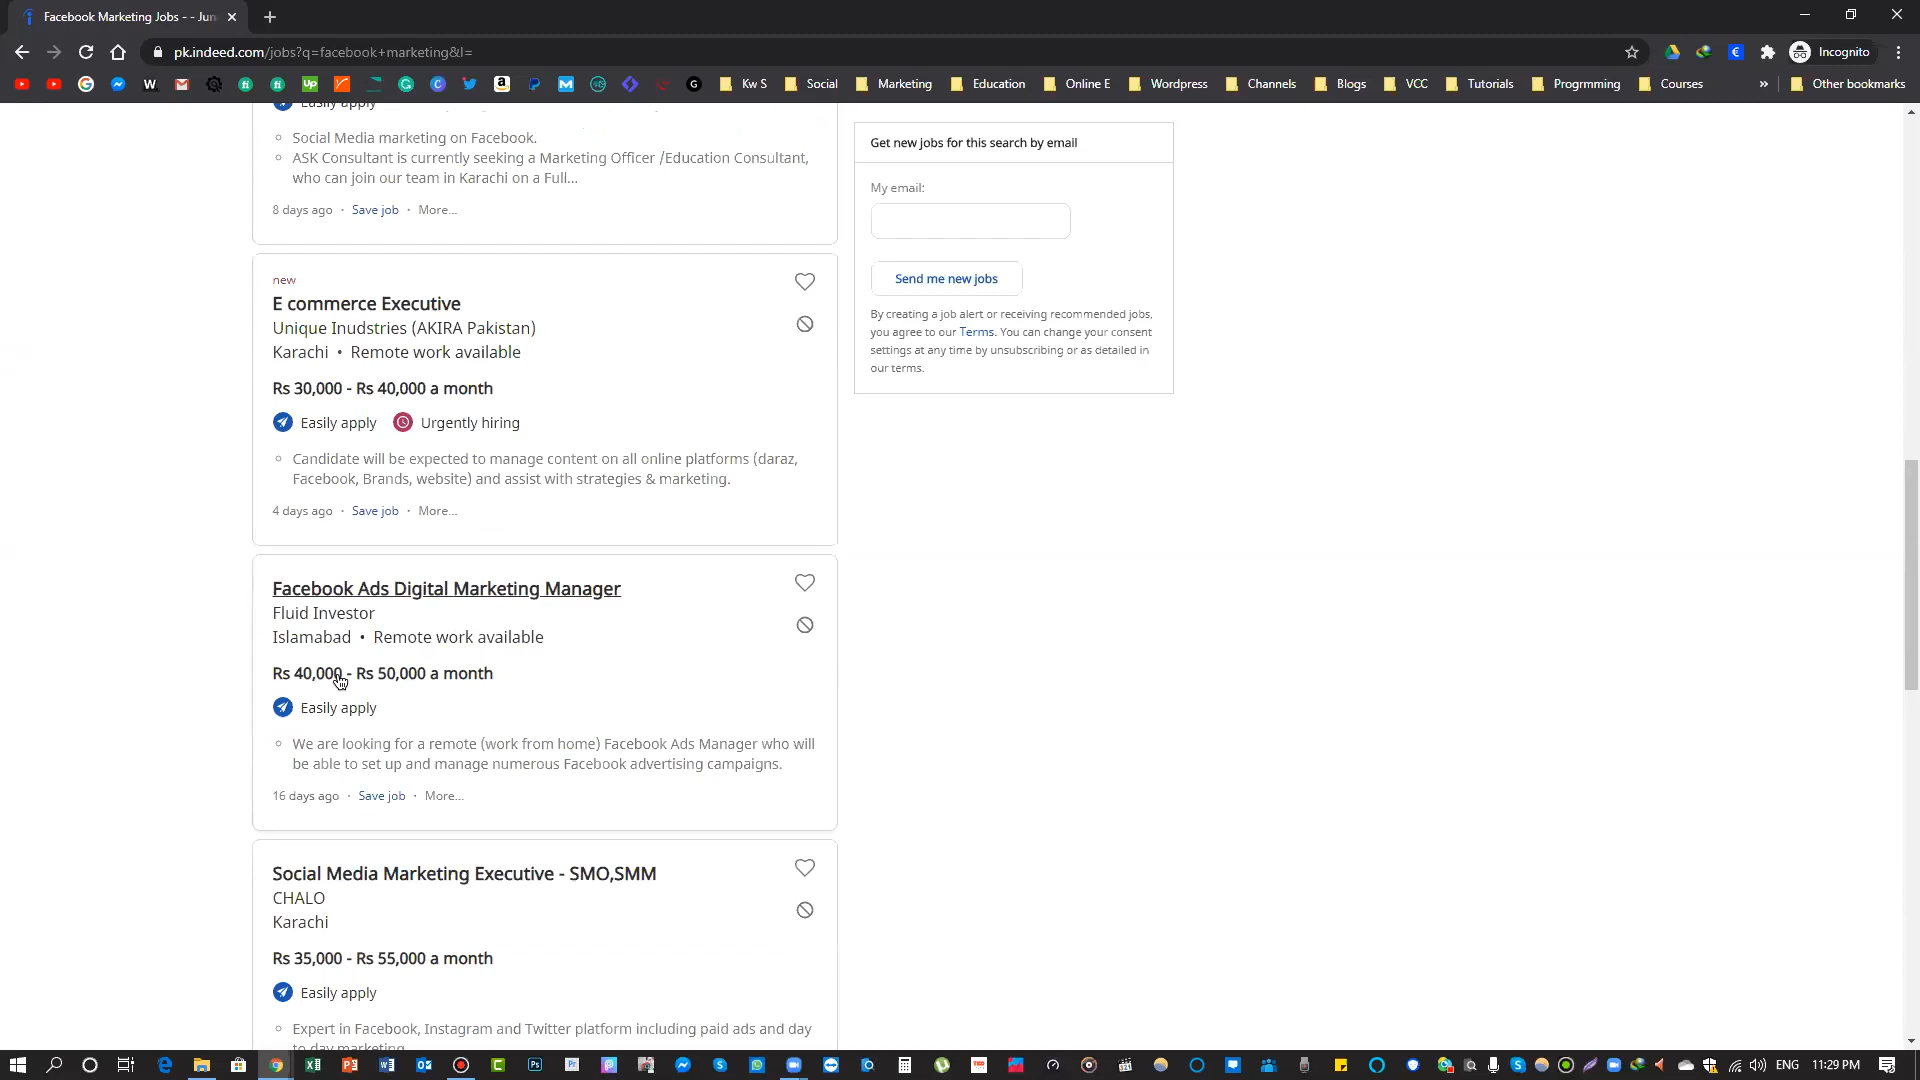 Facebook Marketing Jobs - - Jun
pk.indeed.com/jobs?q=facebook+marketing&l=
Incognito
Kw S
Social
Marketing
Education
Online E
Wordpress
Channels
Blogs
VCC
Tutorials
Progrmming
Courses
»
Other bookmarks
Easily apply
Social Media marketing on Facebook.
ASK Consultant is currently seeking a Marketing Officer /Education Consultant,
who can join our team in Karachi on a Full...
8 days ago · Save job · More...
new
E commerce Executive
Unique Inudstries (AKIRA Pakistan)
Karachi • Remote work available
Rs 30,000 - Rs 40,000 a month
Easily apply Urgently hiring
Candidate will be expected to manage content on all online platforms (daraz,
Facebook, Brands, website) and assist with strategies & marketing.
4 days ago · Save job · More...
Facebook Ads Digital Marketing Manager
Fluid Investor
Islamabad • Remote work available
Rs 40,000 - Rs 50,000 a month
Easily apply
We are looking for a remote (work from home) Facebook Ads Manager who will
be able to set up and manage numerous Facebook advertising campaigns.
16 days ago · Save job · More...
Social Media Marketing Executive - SMO,SMM
CHALO
Karachi
Rs 35,000 - Rs 55,000 a month
Easily apply
Expert in Facebook, Instagram and Twitter platform including paid ads and day
to day marketing
Get new jobs for this search by email
My email:
Send me new jobs
By creating a job alert or receiving recommended jobs,
you agree to our Terms. You can change your consent
settings at any time by unsubscribing or as detailed in
our terms.
ENG
11:29 PM